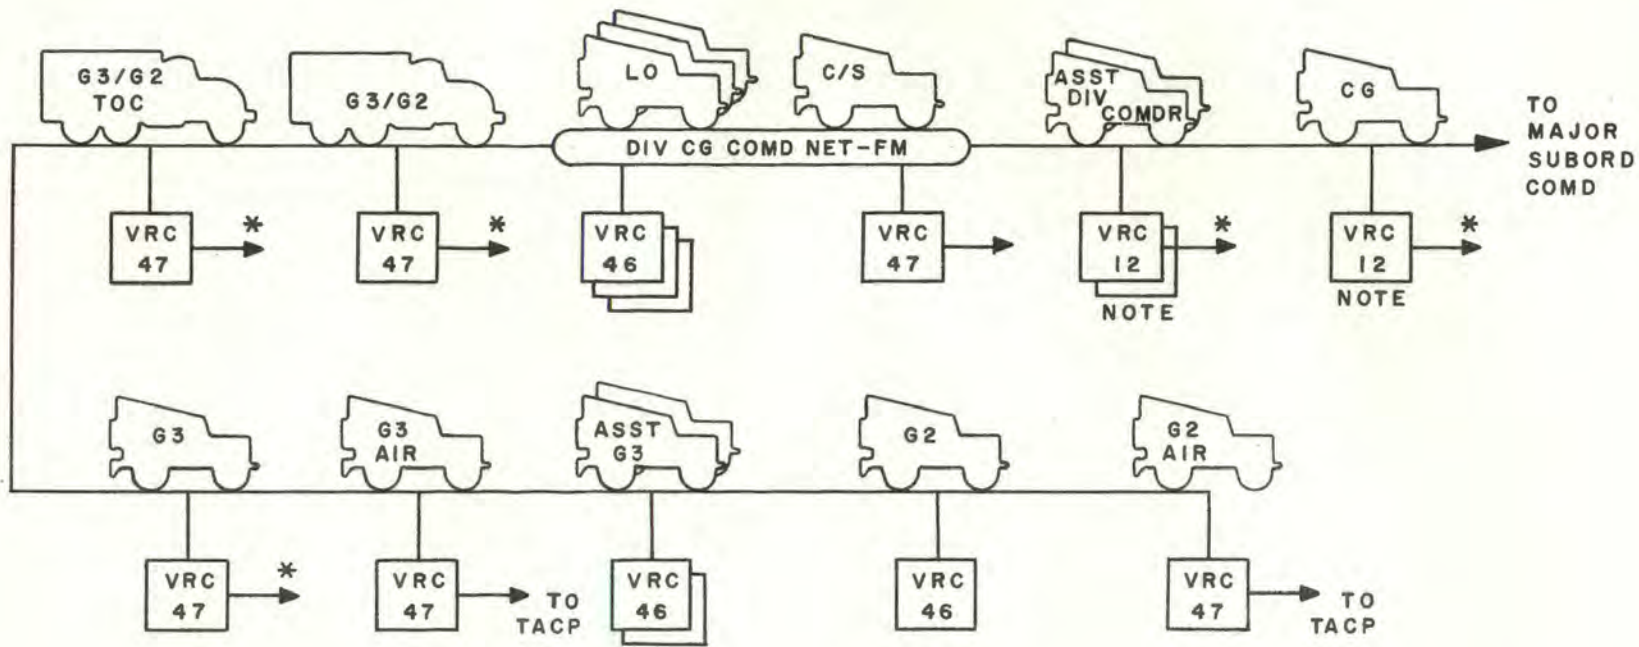 G3/G2
TOC
G3/G2
LO
C/S
ASST
DIV
COMDR
CG
TO
MAJOR
SUBORD
COMD
DIV CG COMD NET-FM
VRC
47
*
VRC
47
*
VRC
46
VRC
47
VRC
12
*
NOTE
VRC
12
*
NOTE
G3
G3
AIR
ASST
G3
G2
G2
AIR
VRC
47
*
VRC
47
TO
TACP
VRC
46
VRC
46
VRC
47
TO
TACP